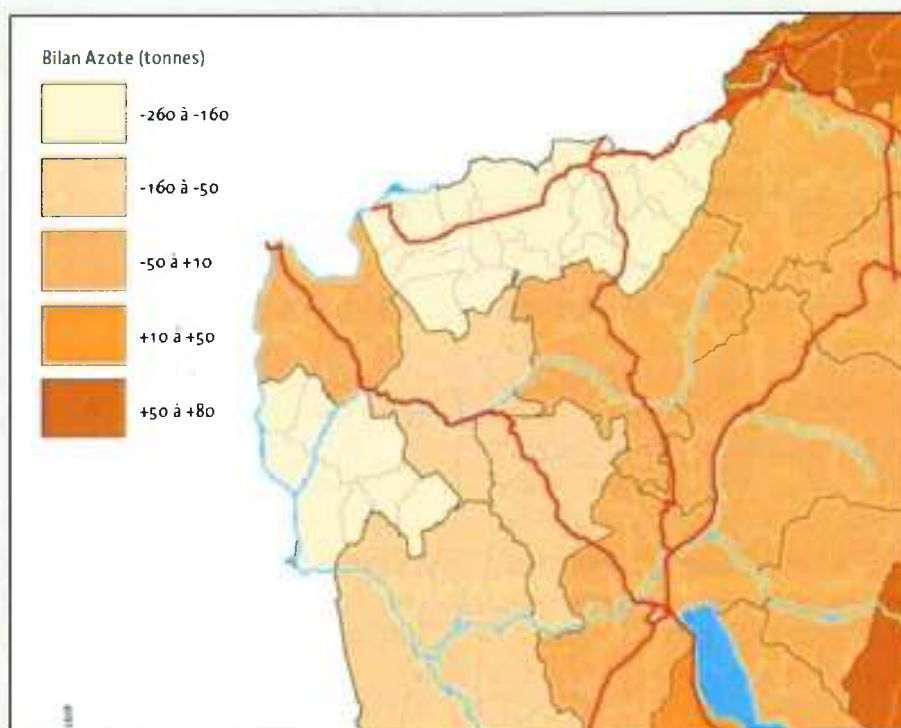 Bilan Azote (tonnes)
-260 à -160
-160 à -50
-50 à +10
+10 à +50
+50 à +80